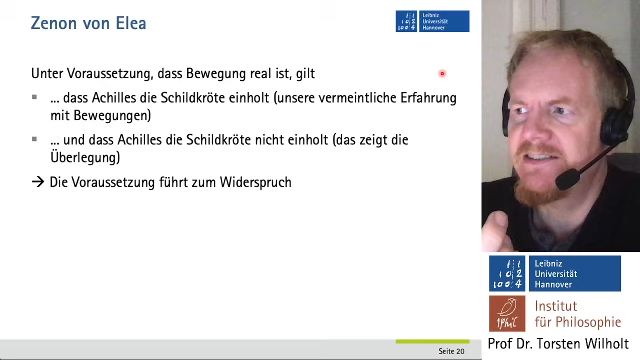 Zenon von Elea
Leibniz
Universität
Hannover
Unter Voraussetzung, dass Bewegung real ist, gilt
... dass Achilles die Schildkröte einholt (unsere vermeintliche Erfahrung
mit Bewegungen)
... und dass Achilles die Schildkröte nicht einholt (das zeigt die
Überlegung)
→ Die Voraussetzung führt zum Widerspruch
Seite 20
Leibniz
Universität
Hannover
Institut
für Philosophie
Prof Dr. Torsten Wilholt